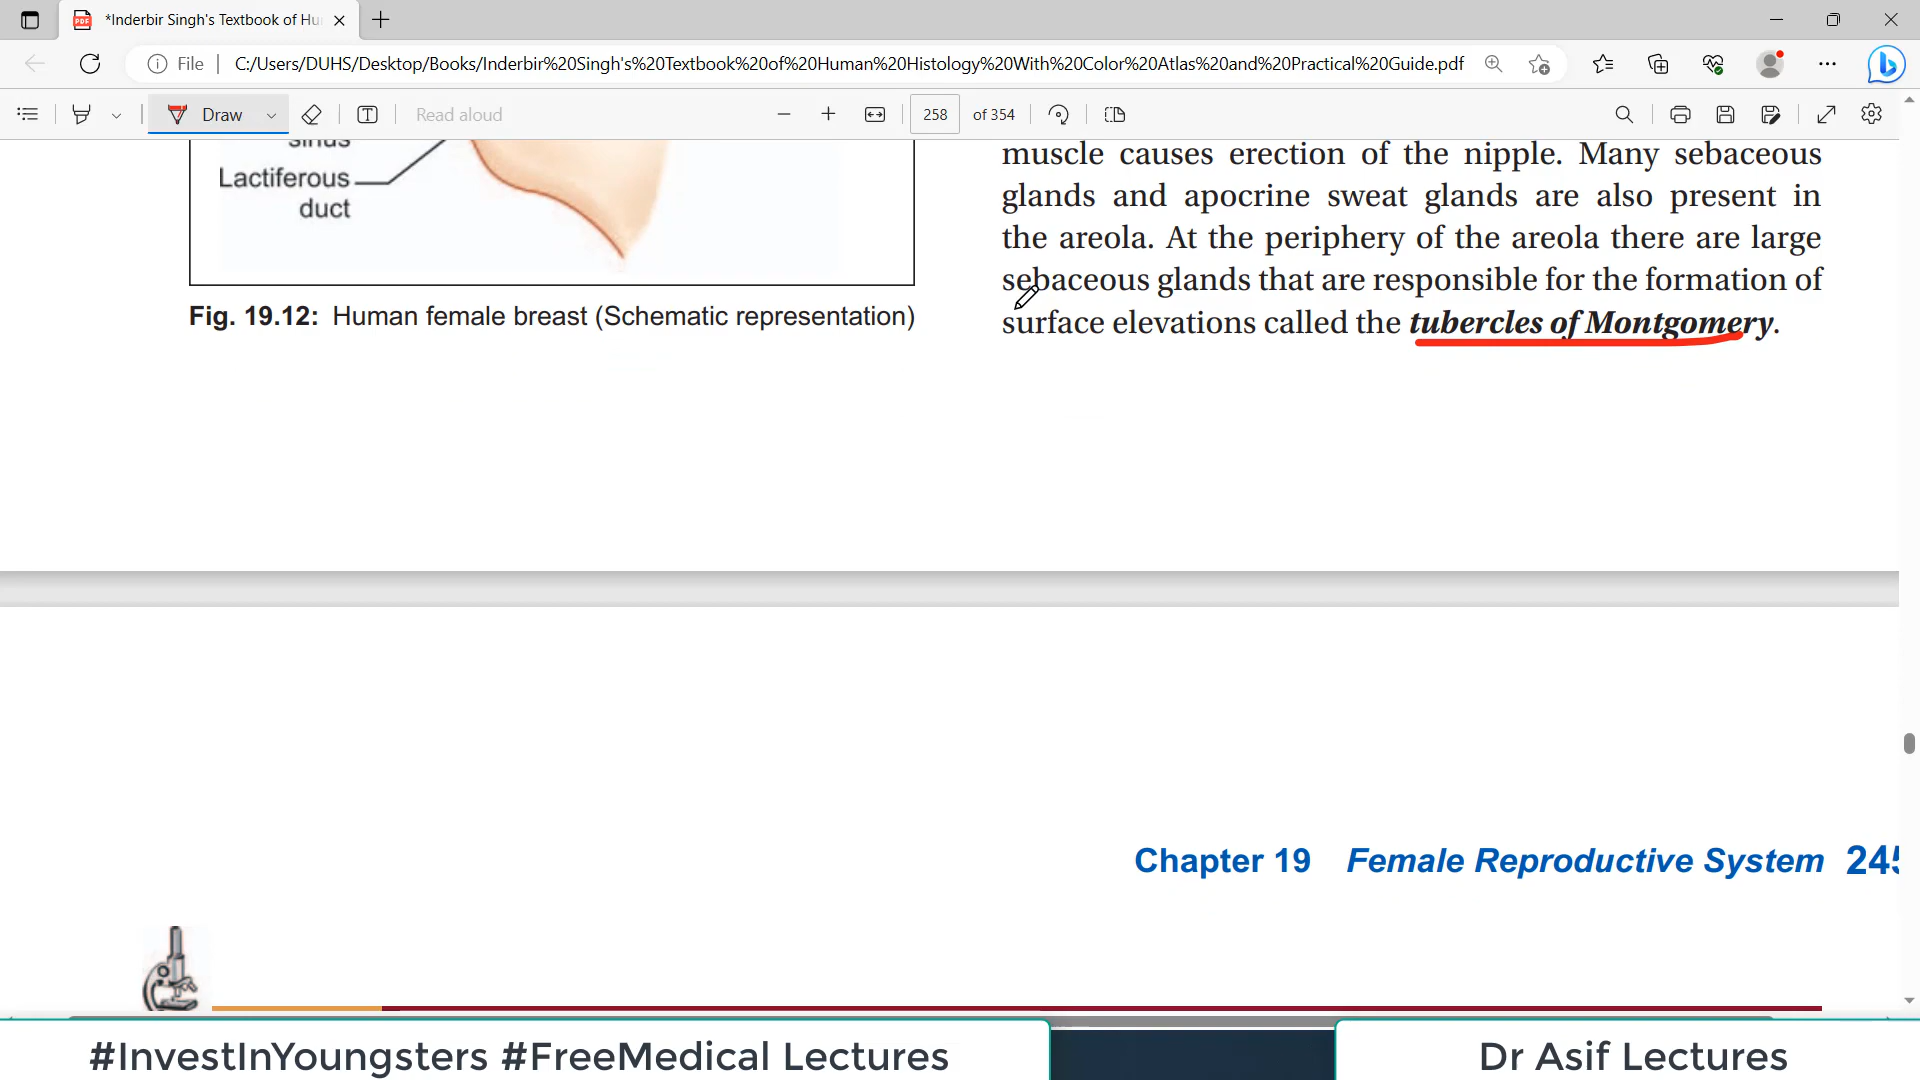 *Inderbir Singh's Textbook of Hu
File
C:/Users/DUHS/Desktop/Books/Inderbir%20Singh's%20Textbook%20of%20Human%20Histology%20With%20Color%20Atlas%20and%20Practical%20Guide.pdf
Draw
Read aloud
258 of 354
sinus
Lactiferous
duct
Fig. 19.12: Human female breast (Schematic representation)
muscle causes erection of the nipple. Many sebaceous
glands and apocrine sweat glands are also present in
the areola. At the periphery of the areola there are large
sebaceous glands that are responsible for the formation of
surface elevations called the tubercles of Montgomery.
Chapter 19 Female Reproductive System 245
#InvestInYoungsters #FreeMedical Lectures
Dr Asif Lectures